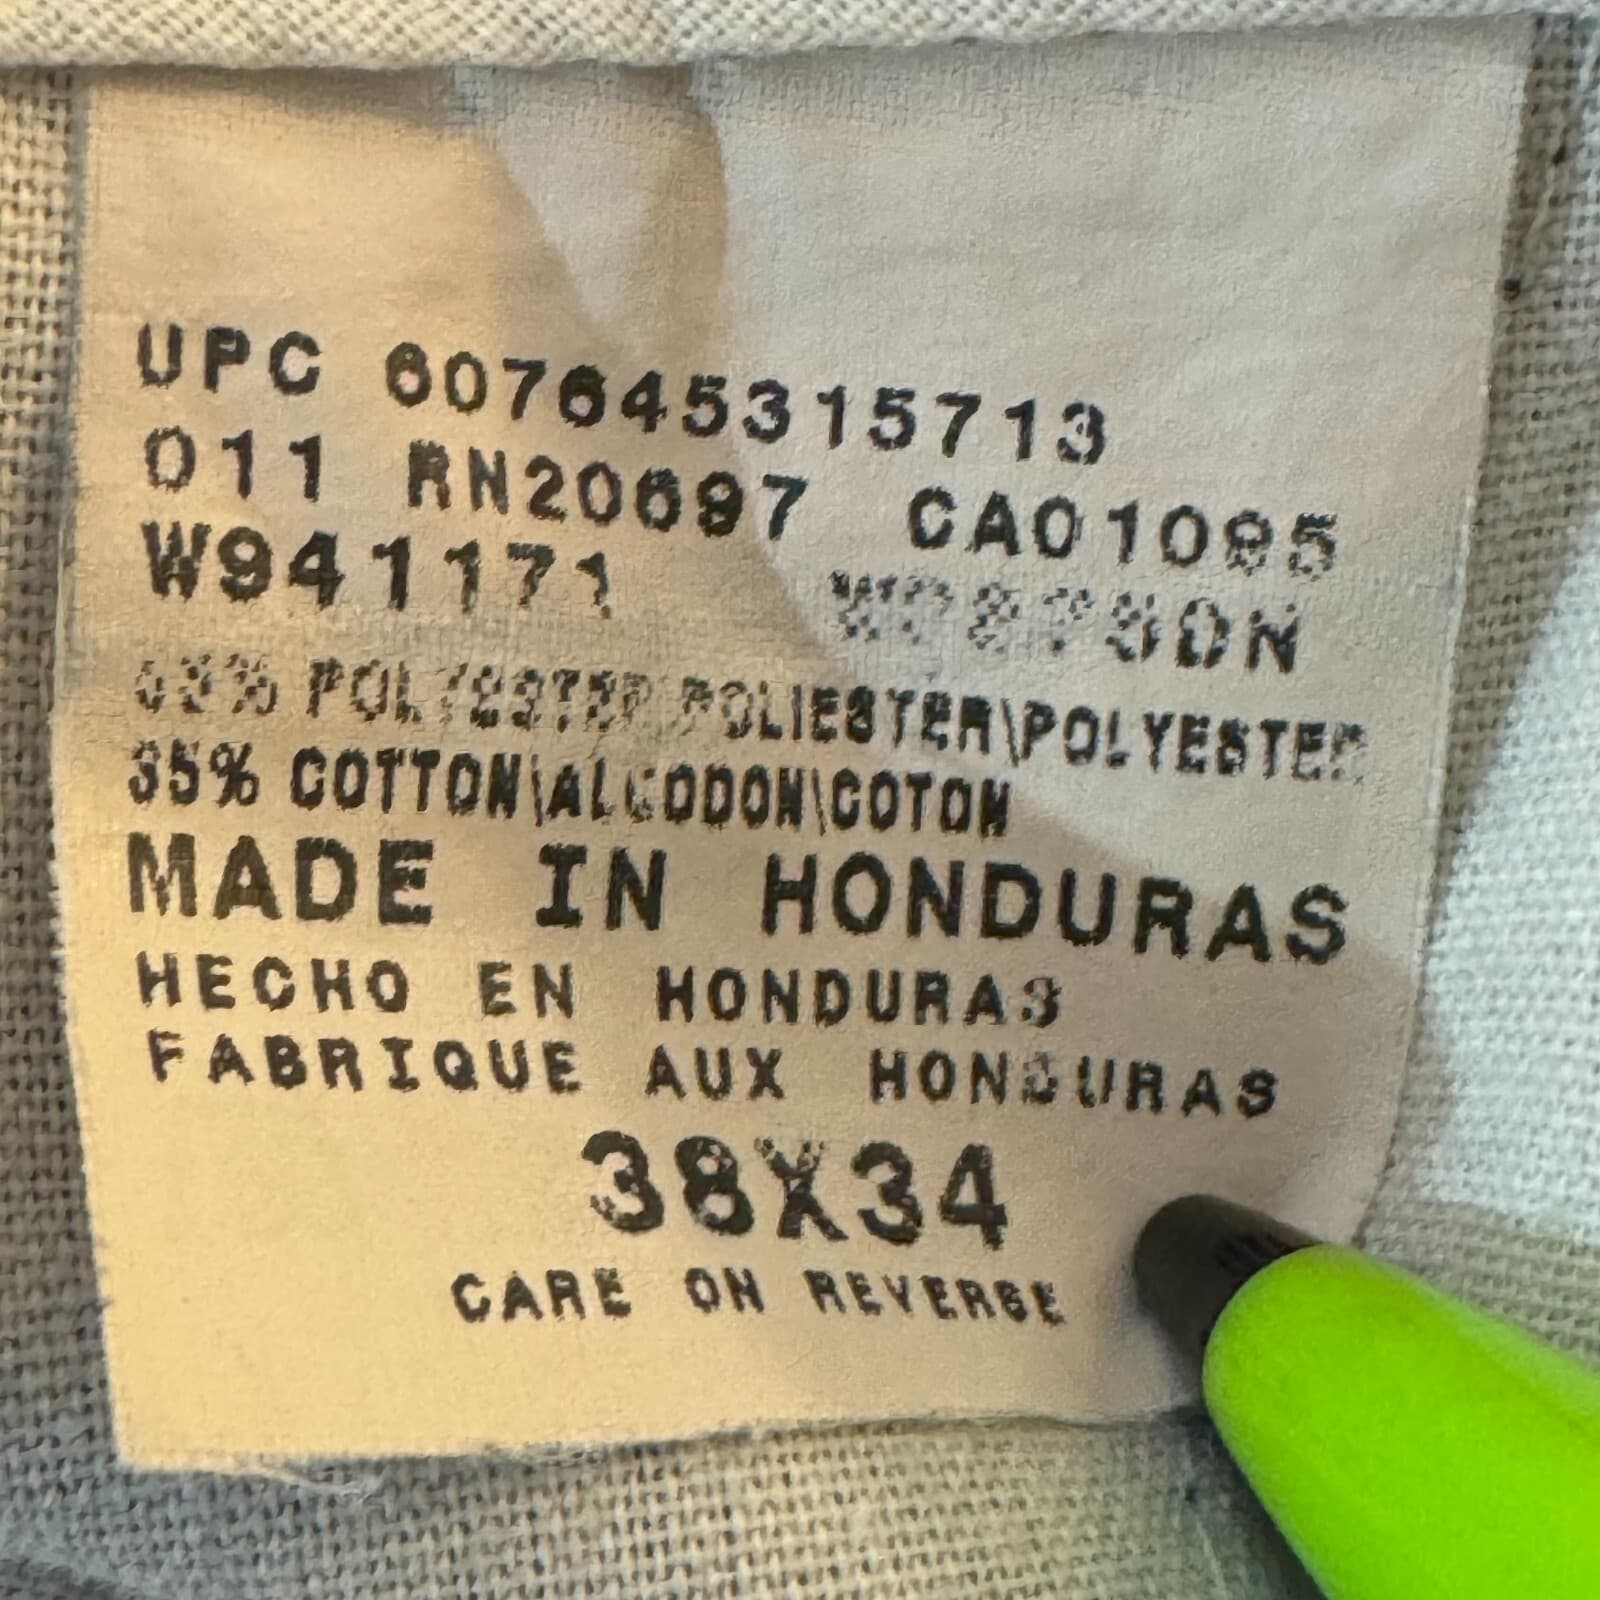 UPC 607645315713
011 RN20697 CA01095
W941171
POLYESTER\POLIESTER\POLYESTER
35% COTTON\ALGODON\COTON
MADE IN HONDURAS
HECHO EN HONDURAS
FABRIQUE AUX HONDURAS
38X34
CARE ON REVERSE